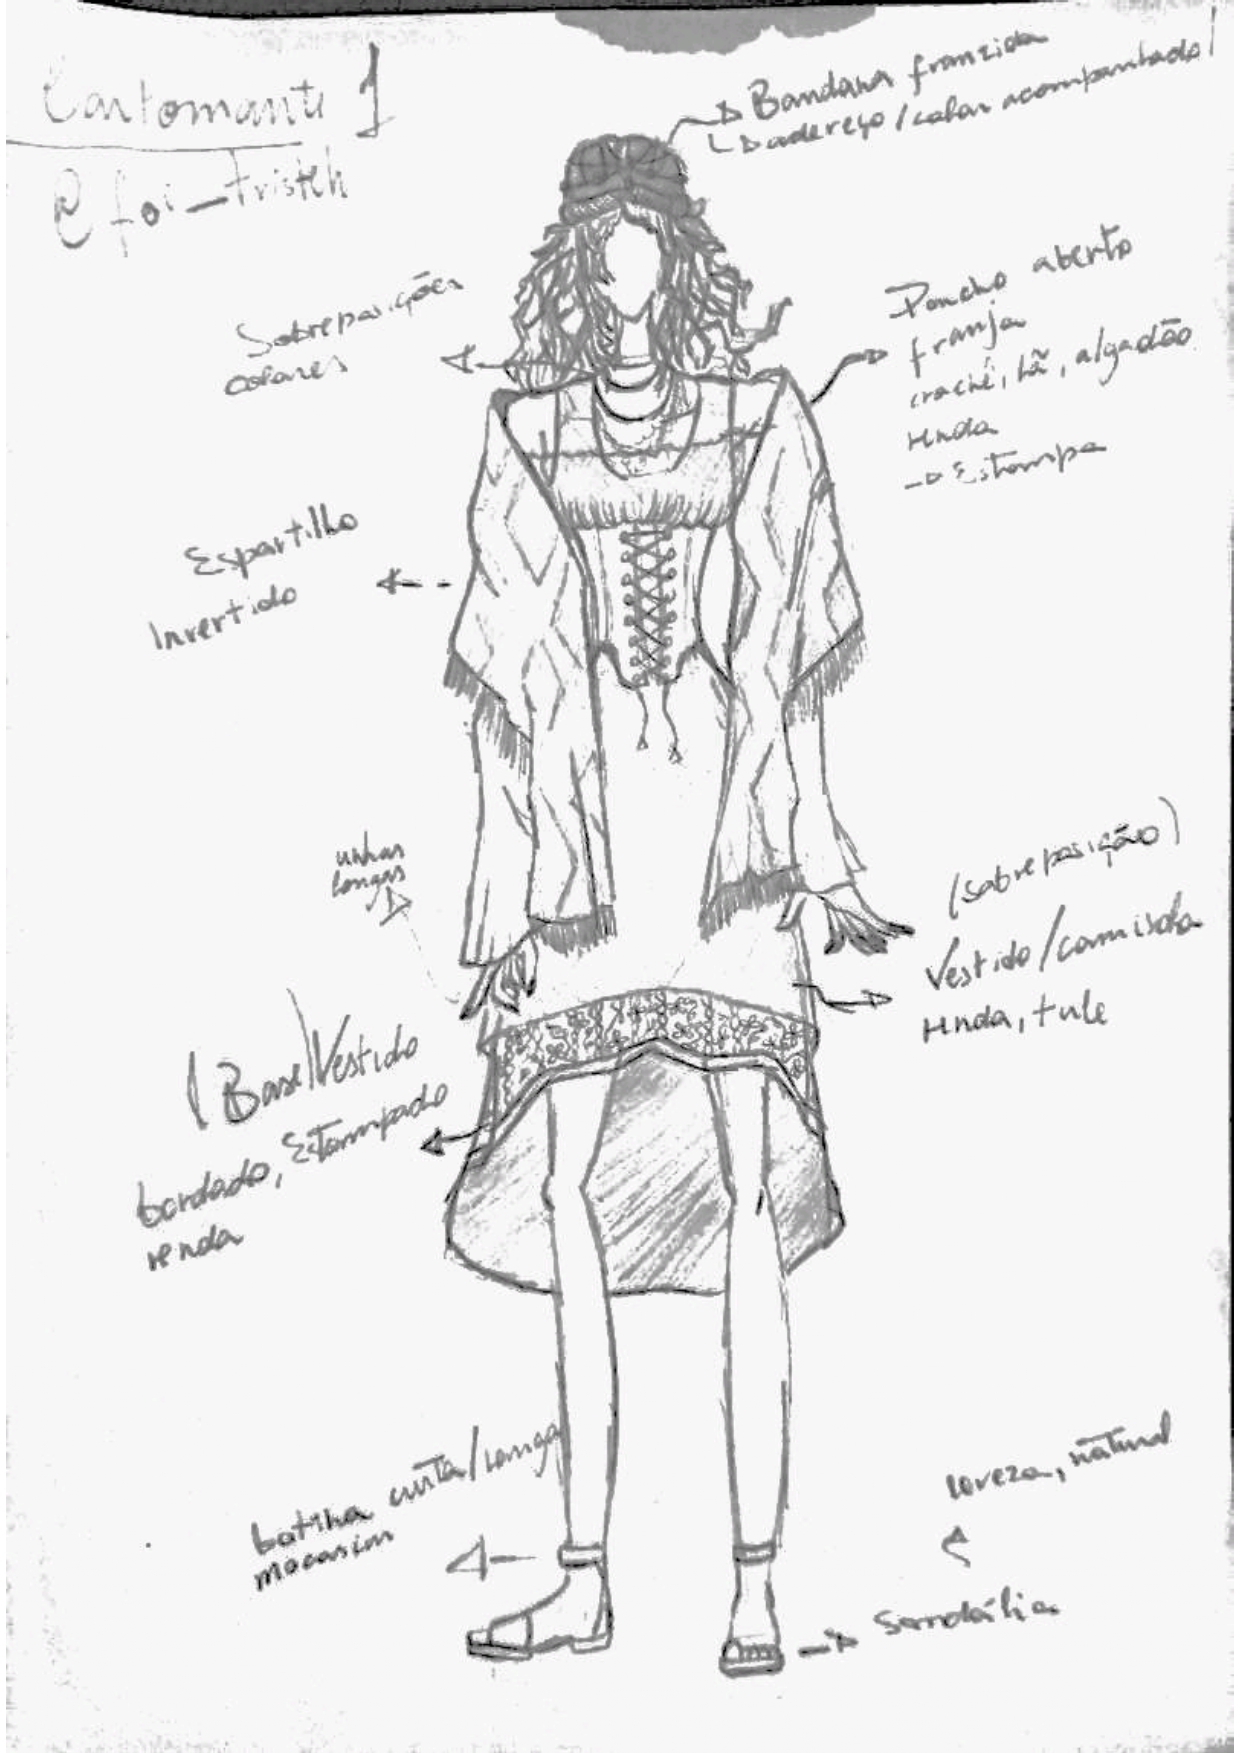 Cartomante 1
@foi_Tristeh
Bandana franzida
adereço/colar acompanhado
Sobreposições
colares
Poncho aberto
franja
crochê, lã, algodão
renda
Estampa
Espartilho
Invertido
unhas
longas
(sobreposição)
Vestido/camisola
renda, tule
(Base) Vestido
bordado, Estampado
renda
botinha curta/longa
mocasim
leveza, natural
Sandália